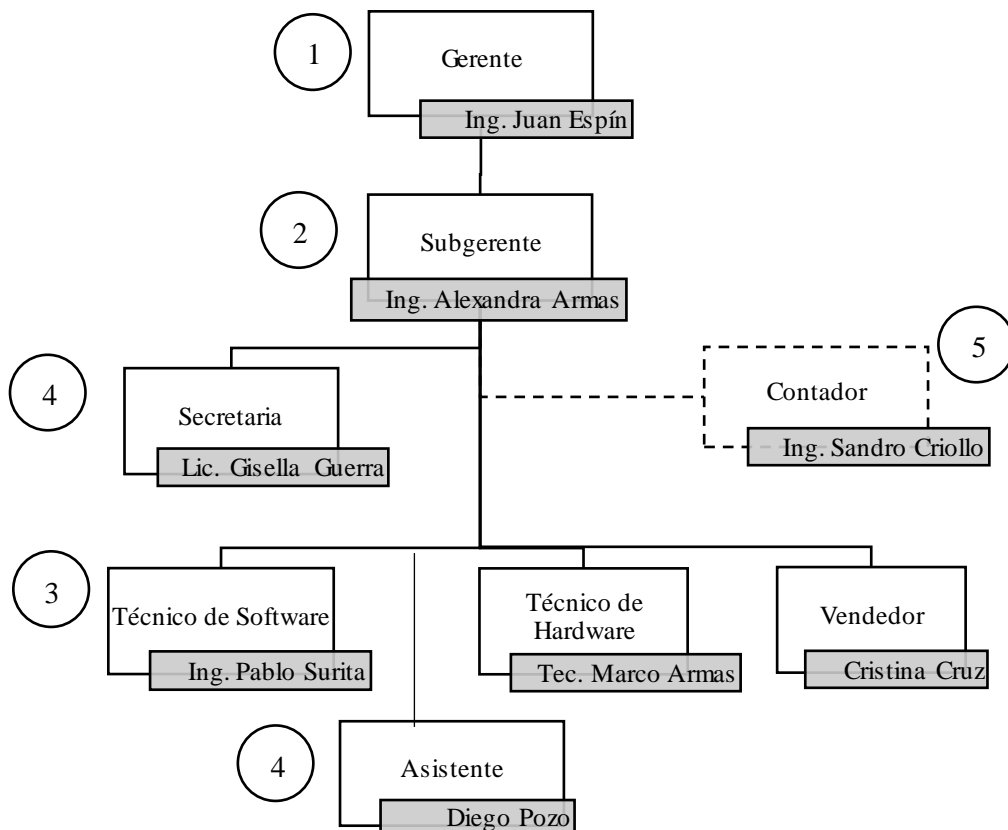 1
Gerente
Ing. Juan Espín
2
Subgerente
Ing. Alexandra Armas
4
Secretaria
Lic. Gisella Guerra
5
Contador
Ing. Sandro Criollo
3
Técnico de Software
Ing. Pablo Surita
Técnico de
Hardware
Tec. Marco Armas
Vendedor
Cristina Cruz
4
Asistente
Diego Pozo